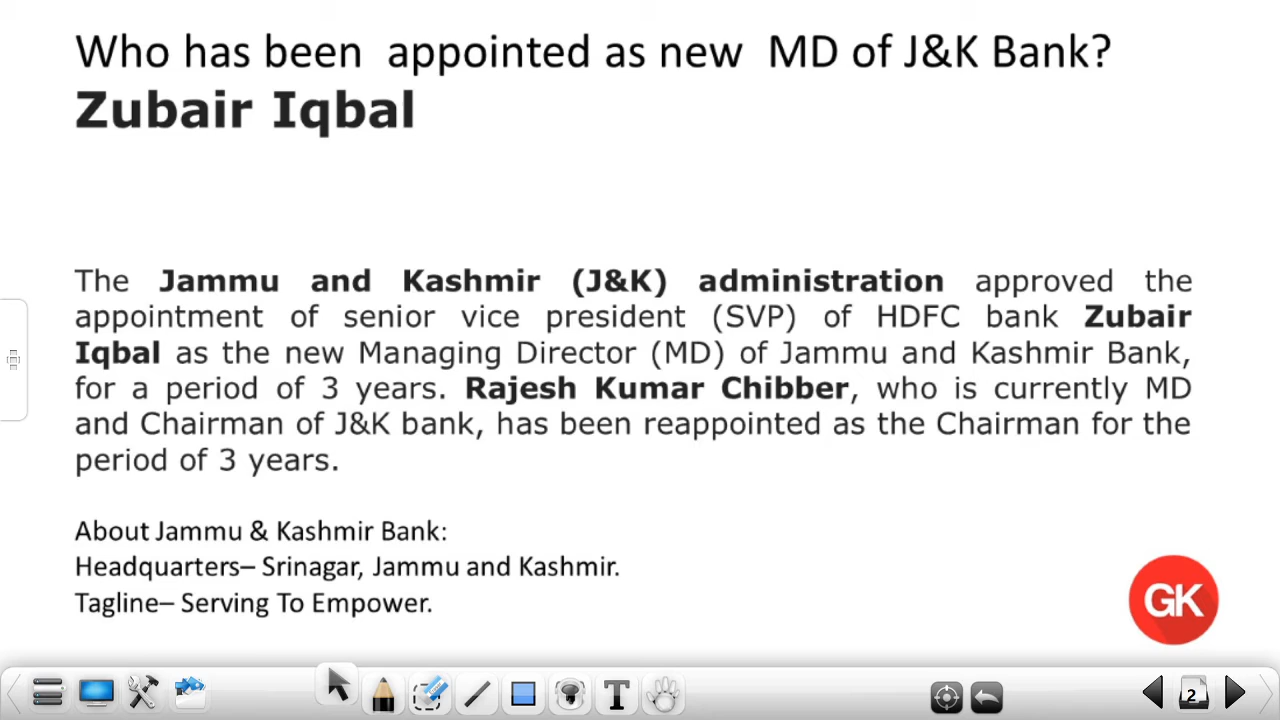 Who has been appointed as new MD of J&K Bank?
Zubair Iqbal
The Jammu and Kashmir (J&K) administration approved the
appointment of senior vice president (SVP) of HDFC bank Zubair
Iqbal as the new Managing Director (MD) of Jammu and Kashmir Bank,
for a period of 3 years. Rajesh Kumar Chibber, who is currently MD
and Chairman of J&K bank, has been reappointed as the Chairman for the
period of 3 years.
About Jammu & Kashmir Bank:
Headquarters– Srinagar, Jammu and Kashmir.
Tagline– Serving To Empower.
GK
T
2